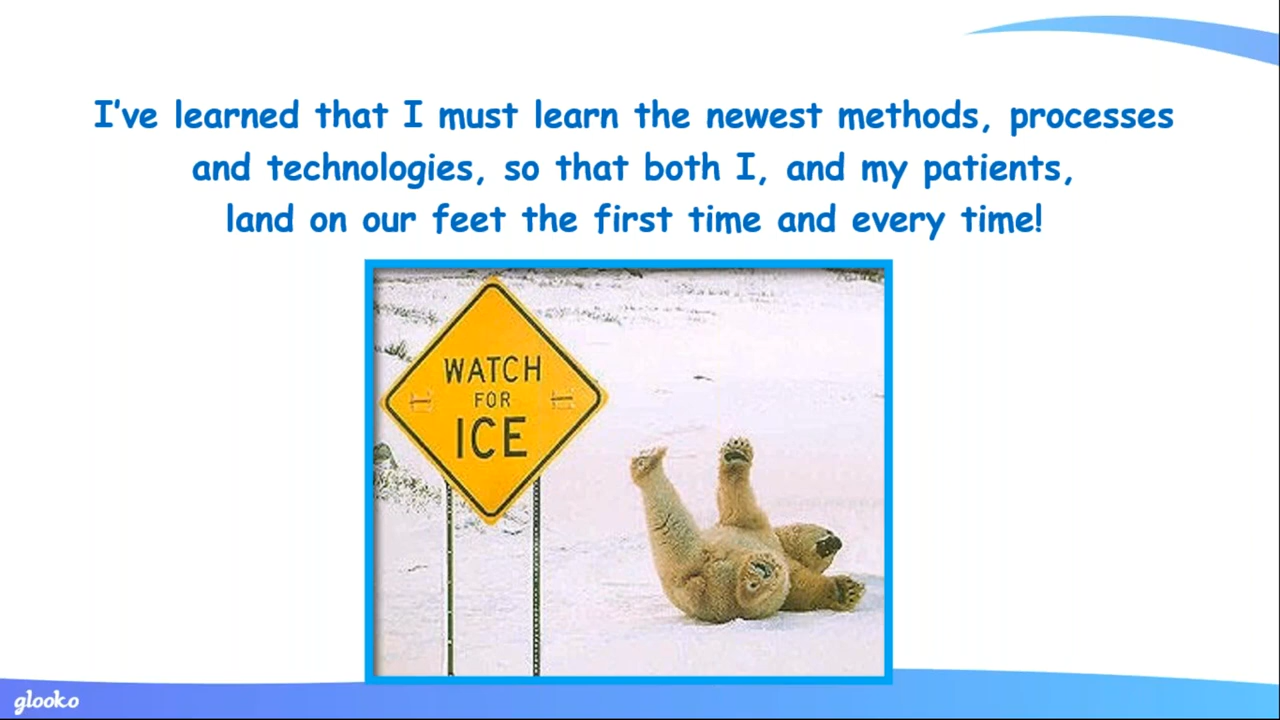 I've learned that I must learn the newest methods, processes
and technologies, so that both I, and my patients,
land on our feet the first time and every time!
WATCH
FOR
ICE
glooko